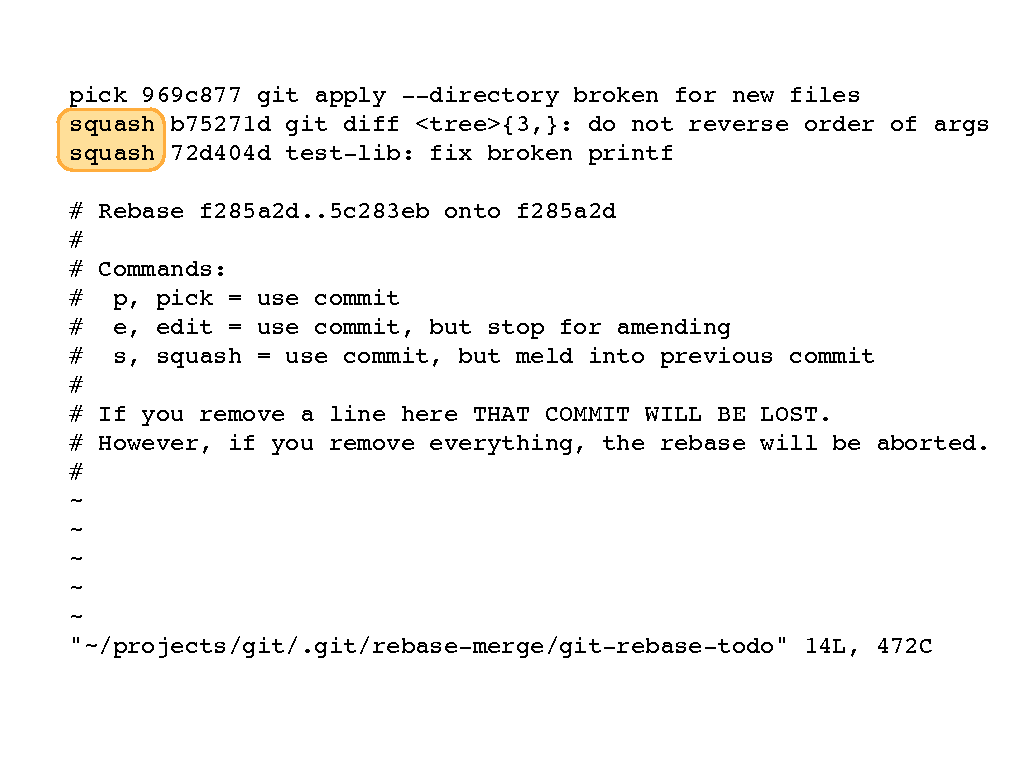 pick 969c877 git apply --directory broken for new files
squash b75271d git diff <tree>{3,}: do not reverse order of args
squash 72d404d test-lib: fix broken printf

# Rebase f285a2d..5c283eb onto f285a2d
#
# Commands:
#  p, pick = use commit
#  e, edit = use commit, but stop for amending
#  s, squash = use commit, but meld into previous commit
#
# If you remove a line here THAT COMMIT WILL BE LOST.
# However, if you remove everything, the rebase will be aborted.
#
~
~
~
~
~
"~/projects/git/.git/rebase-merge/git-rebase-todo" 14L, 472C